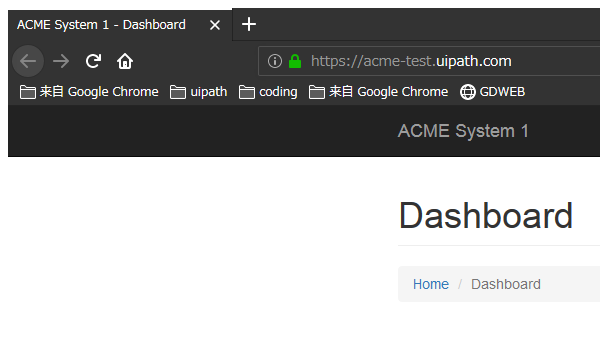 ACME System 1 - Dashboard
https://acme-test.uipath.com
来自 Google Chrome uipath coding 来自 Google Chrome GDWEB
ACME System 1
Dashboard
Home / Dashboard